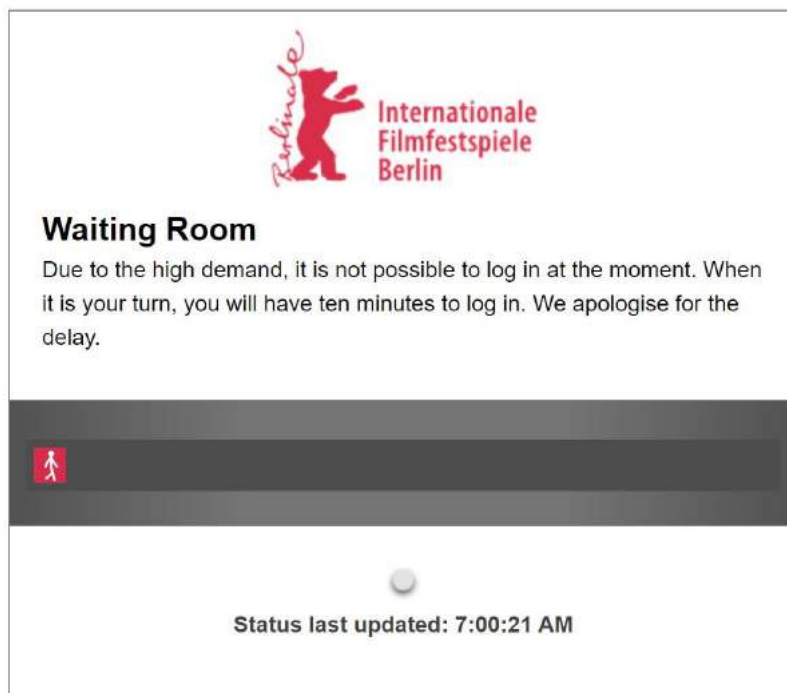 Berlinale
Internationale
Filmfestspiele
Berlin
Waiting Room
Due to the high demand, it is not possible to log in at the moment. When
it is your turn, you will have ten minutes to log in. We apologise for the
delay.
Status last updated: 7:00:21 AM